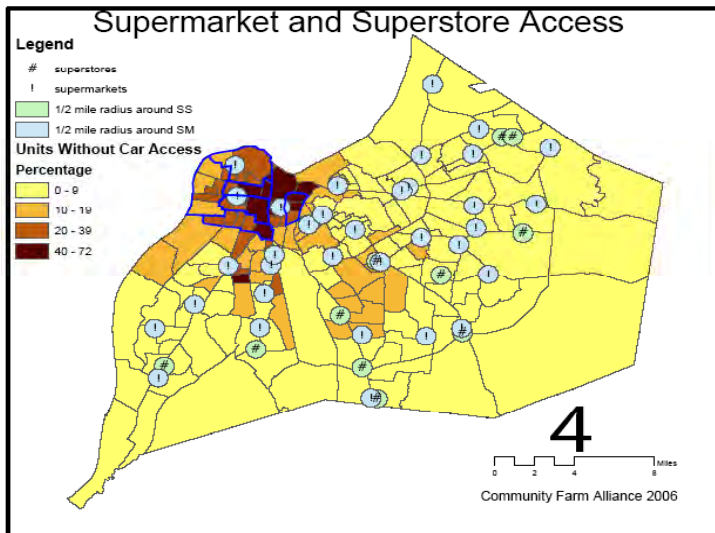 Supermarket and Superstore Access
Legend
# superstores
! supermarkets
1/2 mile radius around SS
1/2 mile radius around SM
Units Without Car Access
Percentage
0 - 9
10 - 19
20 - 39
40 - 72
4
0 2 4 8 Miles
Community Farm Alliance 2006